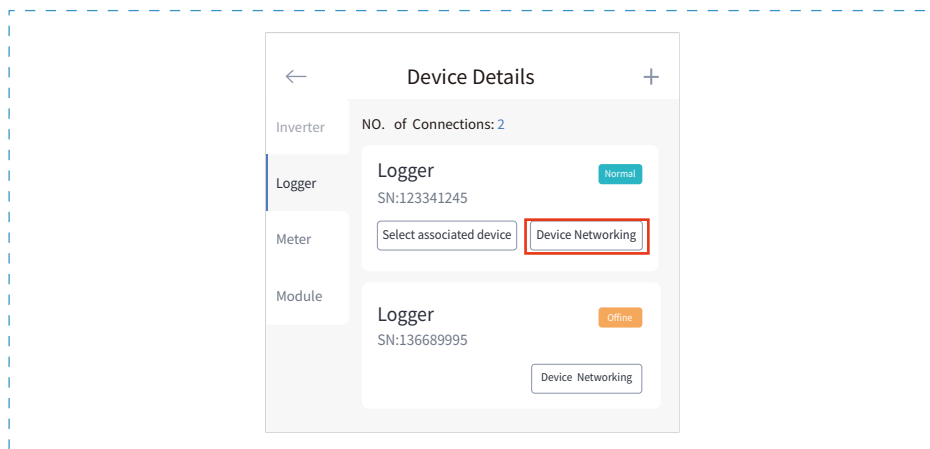 Device Details
Inverter
Logger
Meter
Module
NO. of Connections: 2
Logger
Normal
SN:123341245
Select associated device
Device Networking
Logger
Offine
SN:136689995
Device Networking